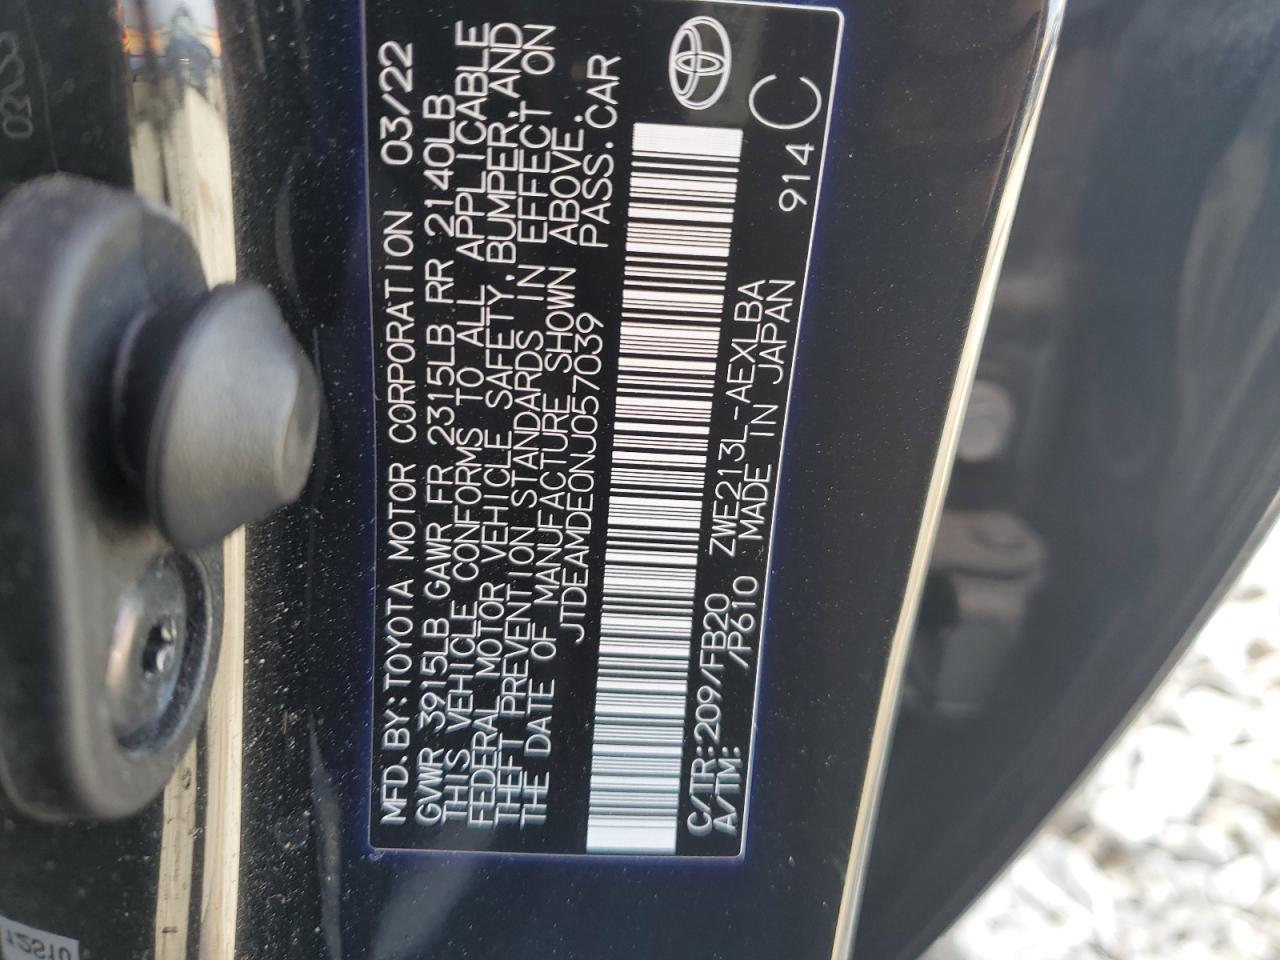 MFD.BY:TOYOTA MOTOR CORPORATION 03/22
GVWR 3915LB GAWR FR 2315LB RR 2140LB
THIS VEHICLE CONFORMS TO ALL APPLICABLE
FEDERAL MOTOR VEHICLE SAFETY,BUMPER,AND
THEFT PREVENTION STANDARDS IN EFFECT ON
THE DATE OF MANUFACTURE SHOWN ABOVE.
JTDEAMDE0NJ057039 PASS.CAR
C/TR:209/FB20 ZWE213L-AEXLBA 914 C
A/TM: /P610 MADE IN JAPAN